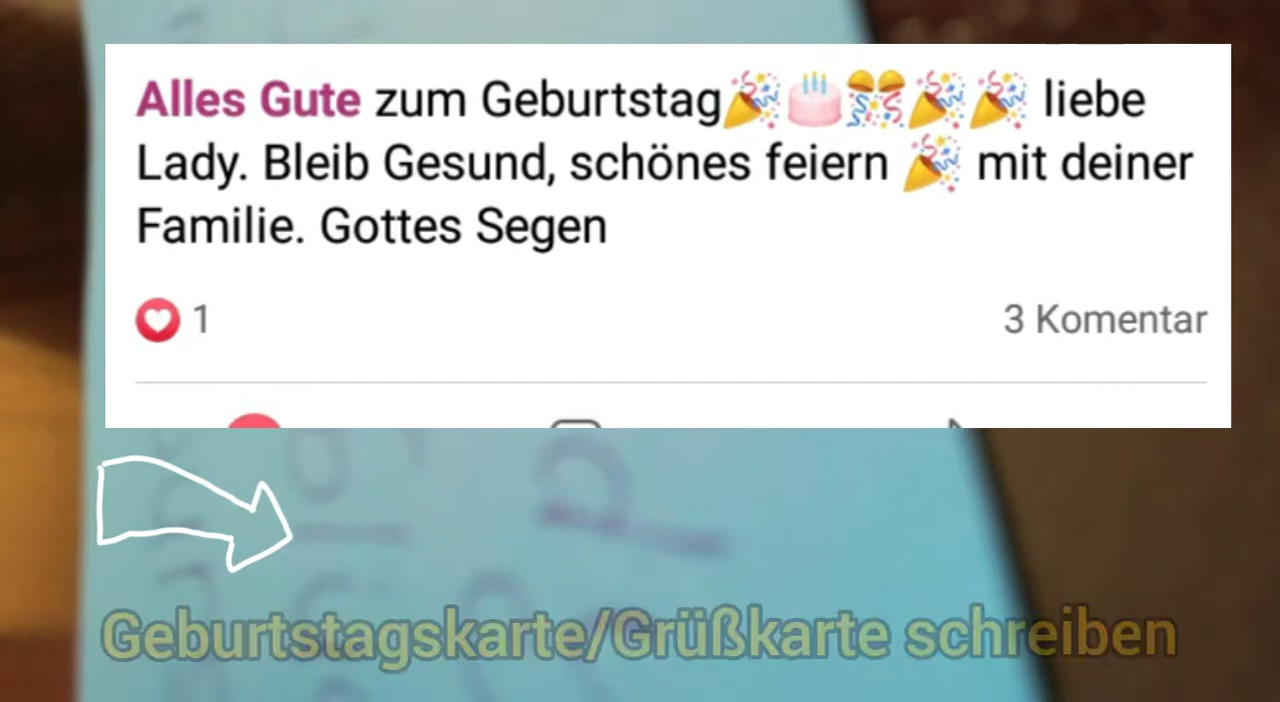 Alles Gute zum Geburtstag🎉🎂🎊🎉🎉 liebe
Lady. Bleib Gesund, schönes feiern 🎉 mit deiner
Familie. Gottes Segen
1
3 Komentar
Geburtstagskarte/Grüßkarte schreiben